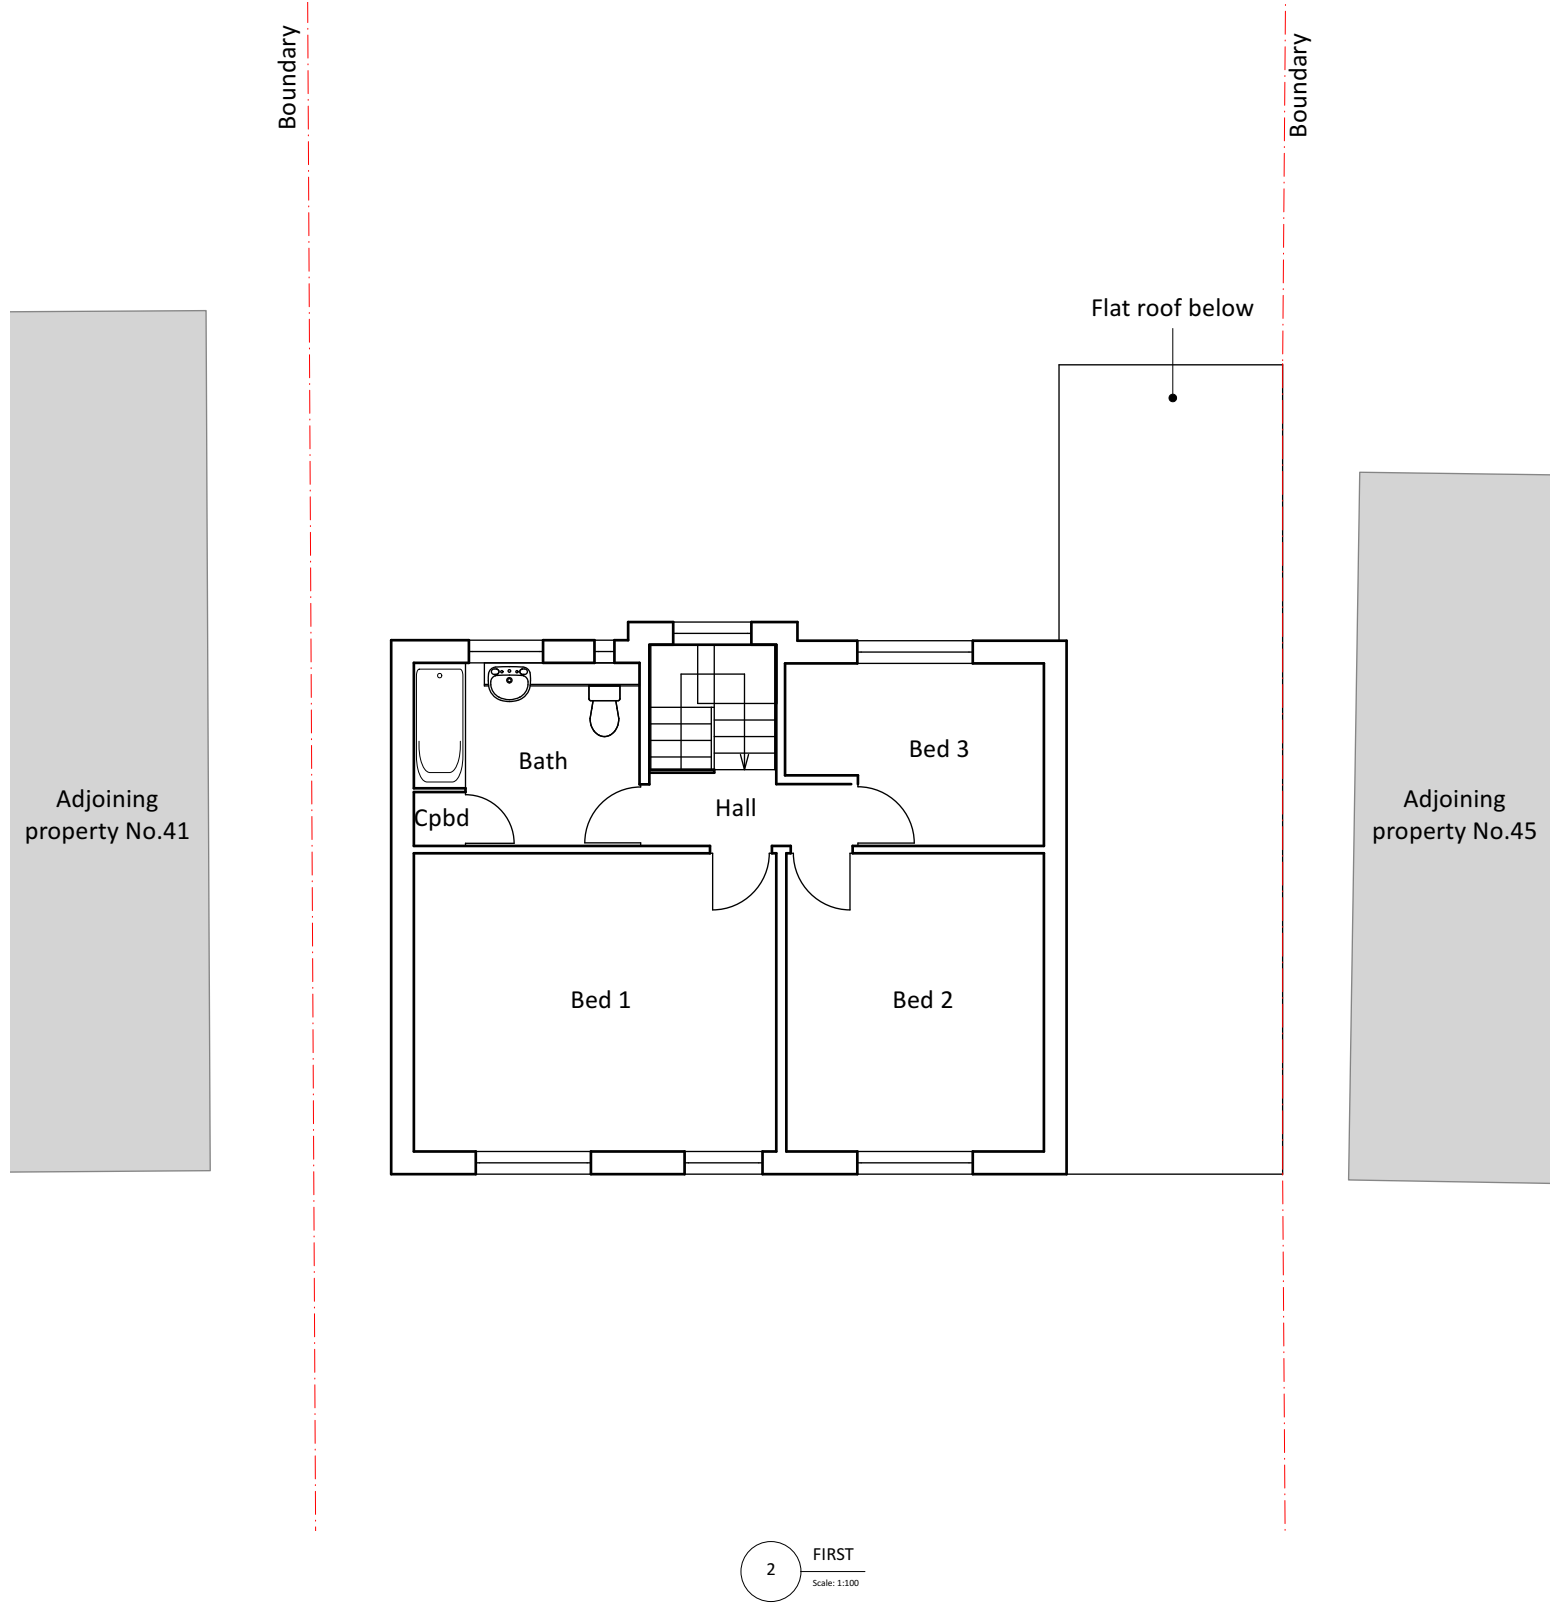 Boundary
Boundary
Flat roof below
Adjoining
property No.41
Bath
Cpbd
Hall
Bed 3
Adjoining
property No.45
Bed 1
Bed 2
2
FIRST
Scale: 1:100